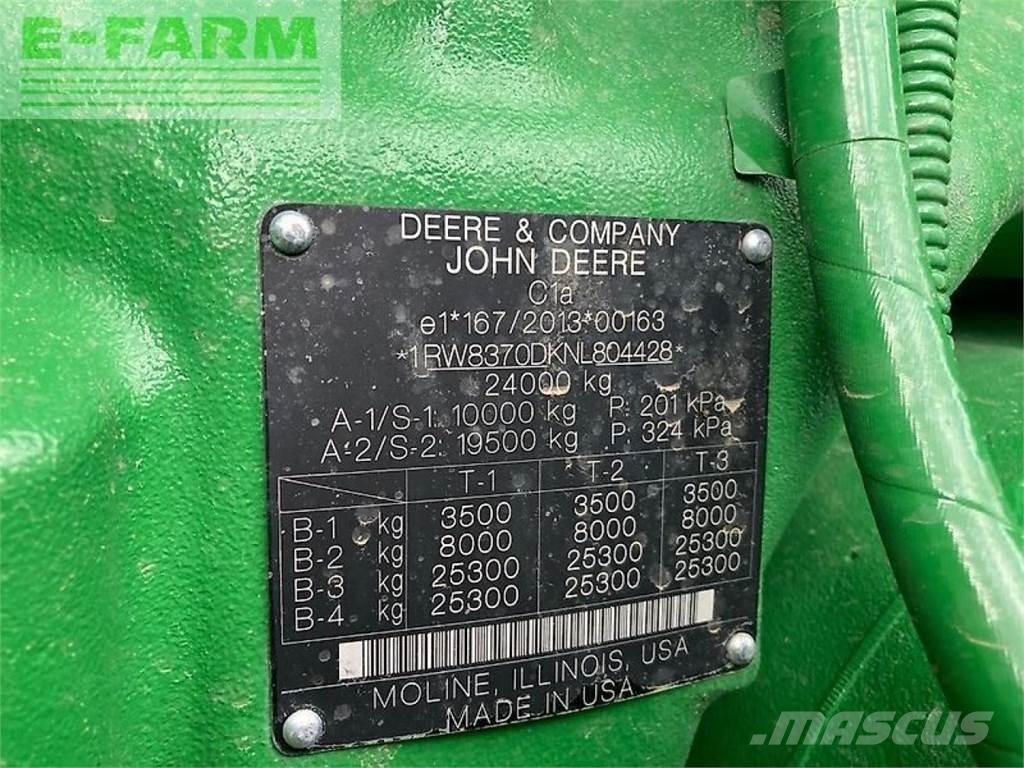 E-FARM
DEERE & COMPANY
JOHN DEERE
C1a
e1*167/2013*00163
*1RW8370DKNL804428*
24000 kg
A-1/S-1: 10000 kg P: 201 kPa
A-2/S-2: 19500 kg P: 324 kPa
T-1 T-2 T-3
B-1 kg 3500 3500 3500
B-2 kg 8000 8000 8000
B-3 kg 25300 25300 25300
B-4 kg 25300 25300 25300
MOLINE, ILLINOIS, USA
MADE IN USA
MASCUS